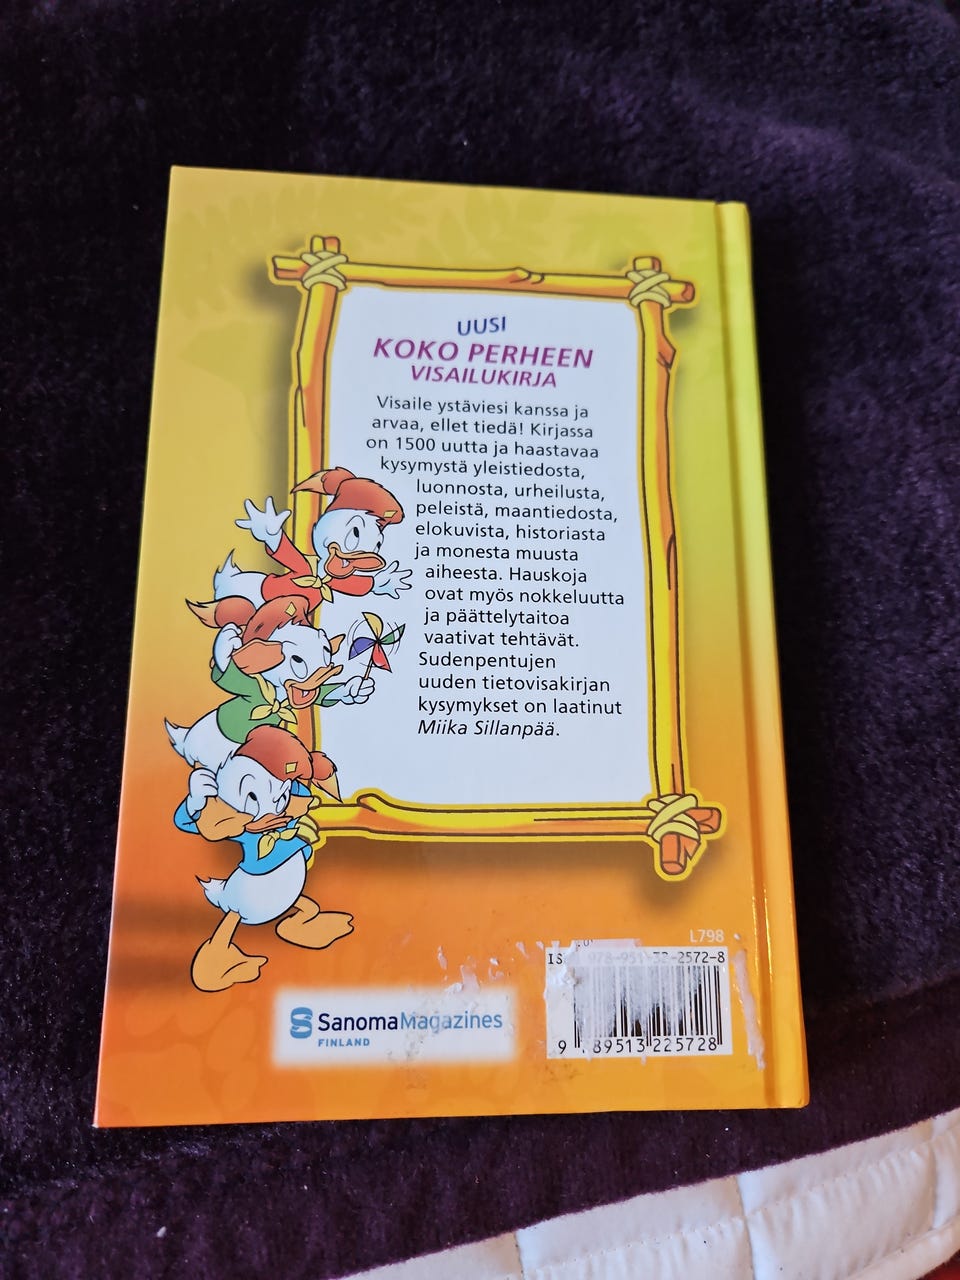 UUSI
KOKO PERHEEN
VISAILUKIRJA
Visaile ystäviesi kanssa ja
arvaa, ellet tiedä! Kirjassa
on 1500 uutta ja haastavaa
kysymystä yleistiedosta,
luonnosta, urheilusta,
peleistä, maantiedosta,
elokuvista, historiasta
ja monesta muusta
aiheesta. Hauskoja
ovat myös nokkeluutta
ja päättelytaitoa
vaativat tehtävät.
Sudenpentujen
uuden tietovisakirjan
kysymykset on laatinut
Miika Sillanpää.
L798
SanomaMagazines
FINLAND